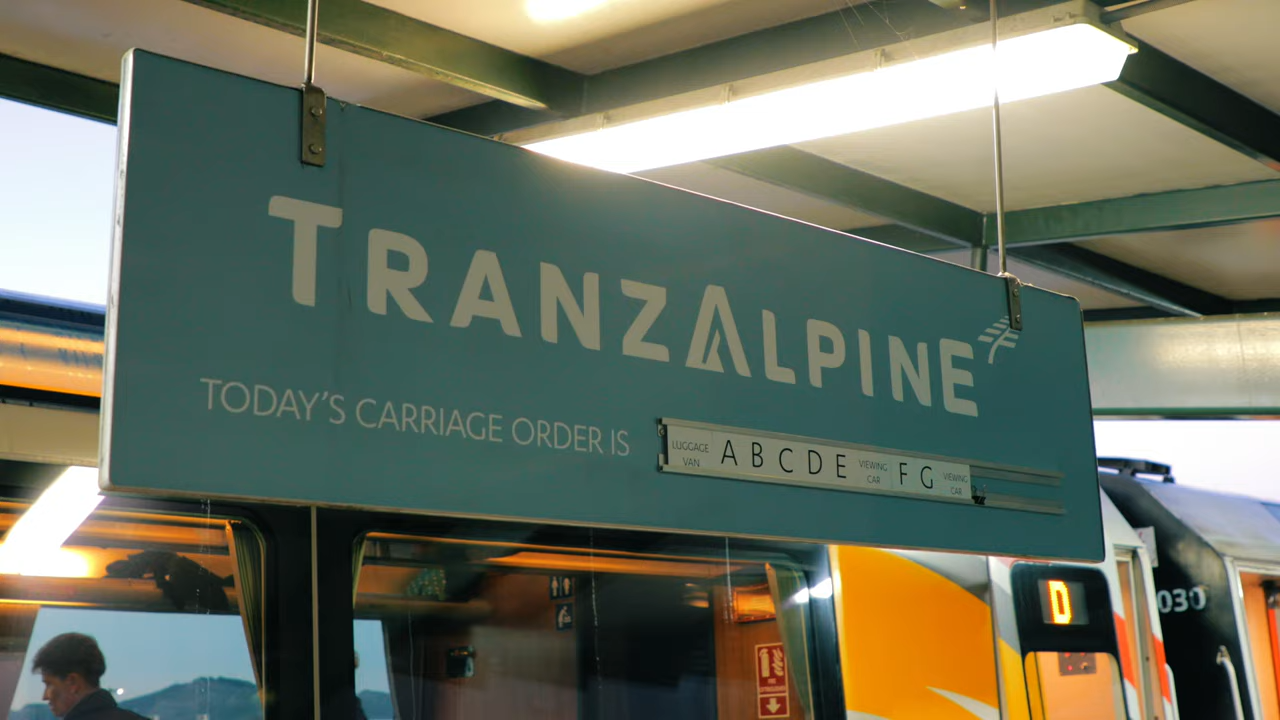 TRANZALPINE
TODAY'S CARRIAGE ORDER IS
LUGGAGE VAN A B C D E VIEWING CAR F G VIEWING CAR
D
030